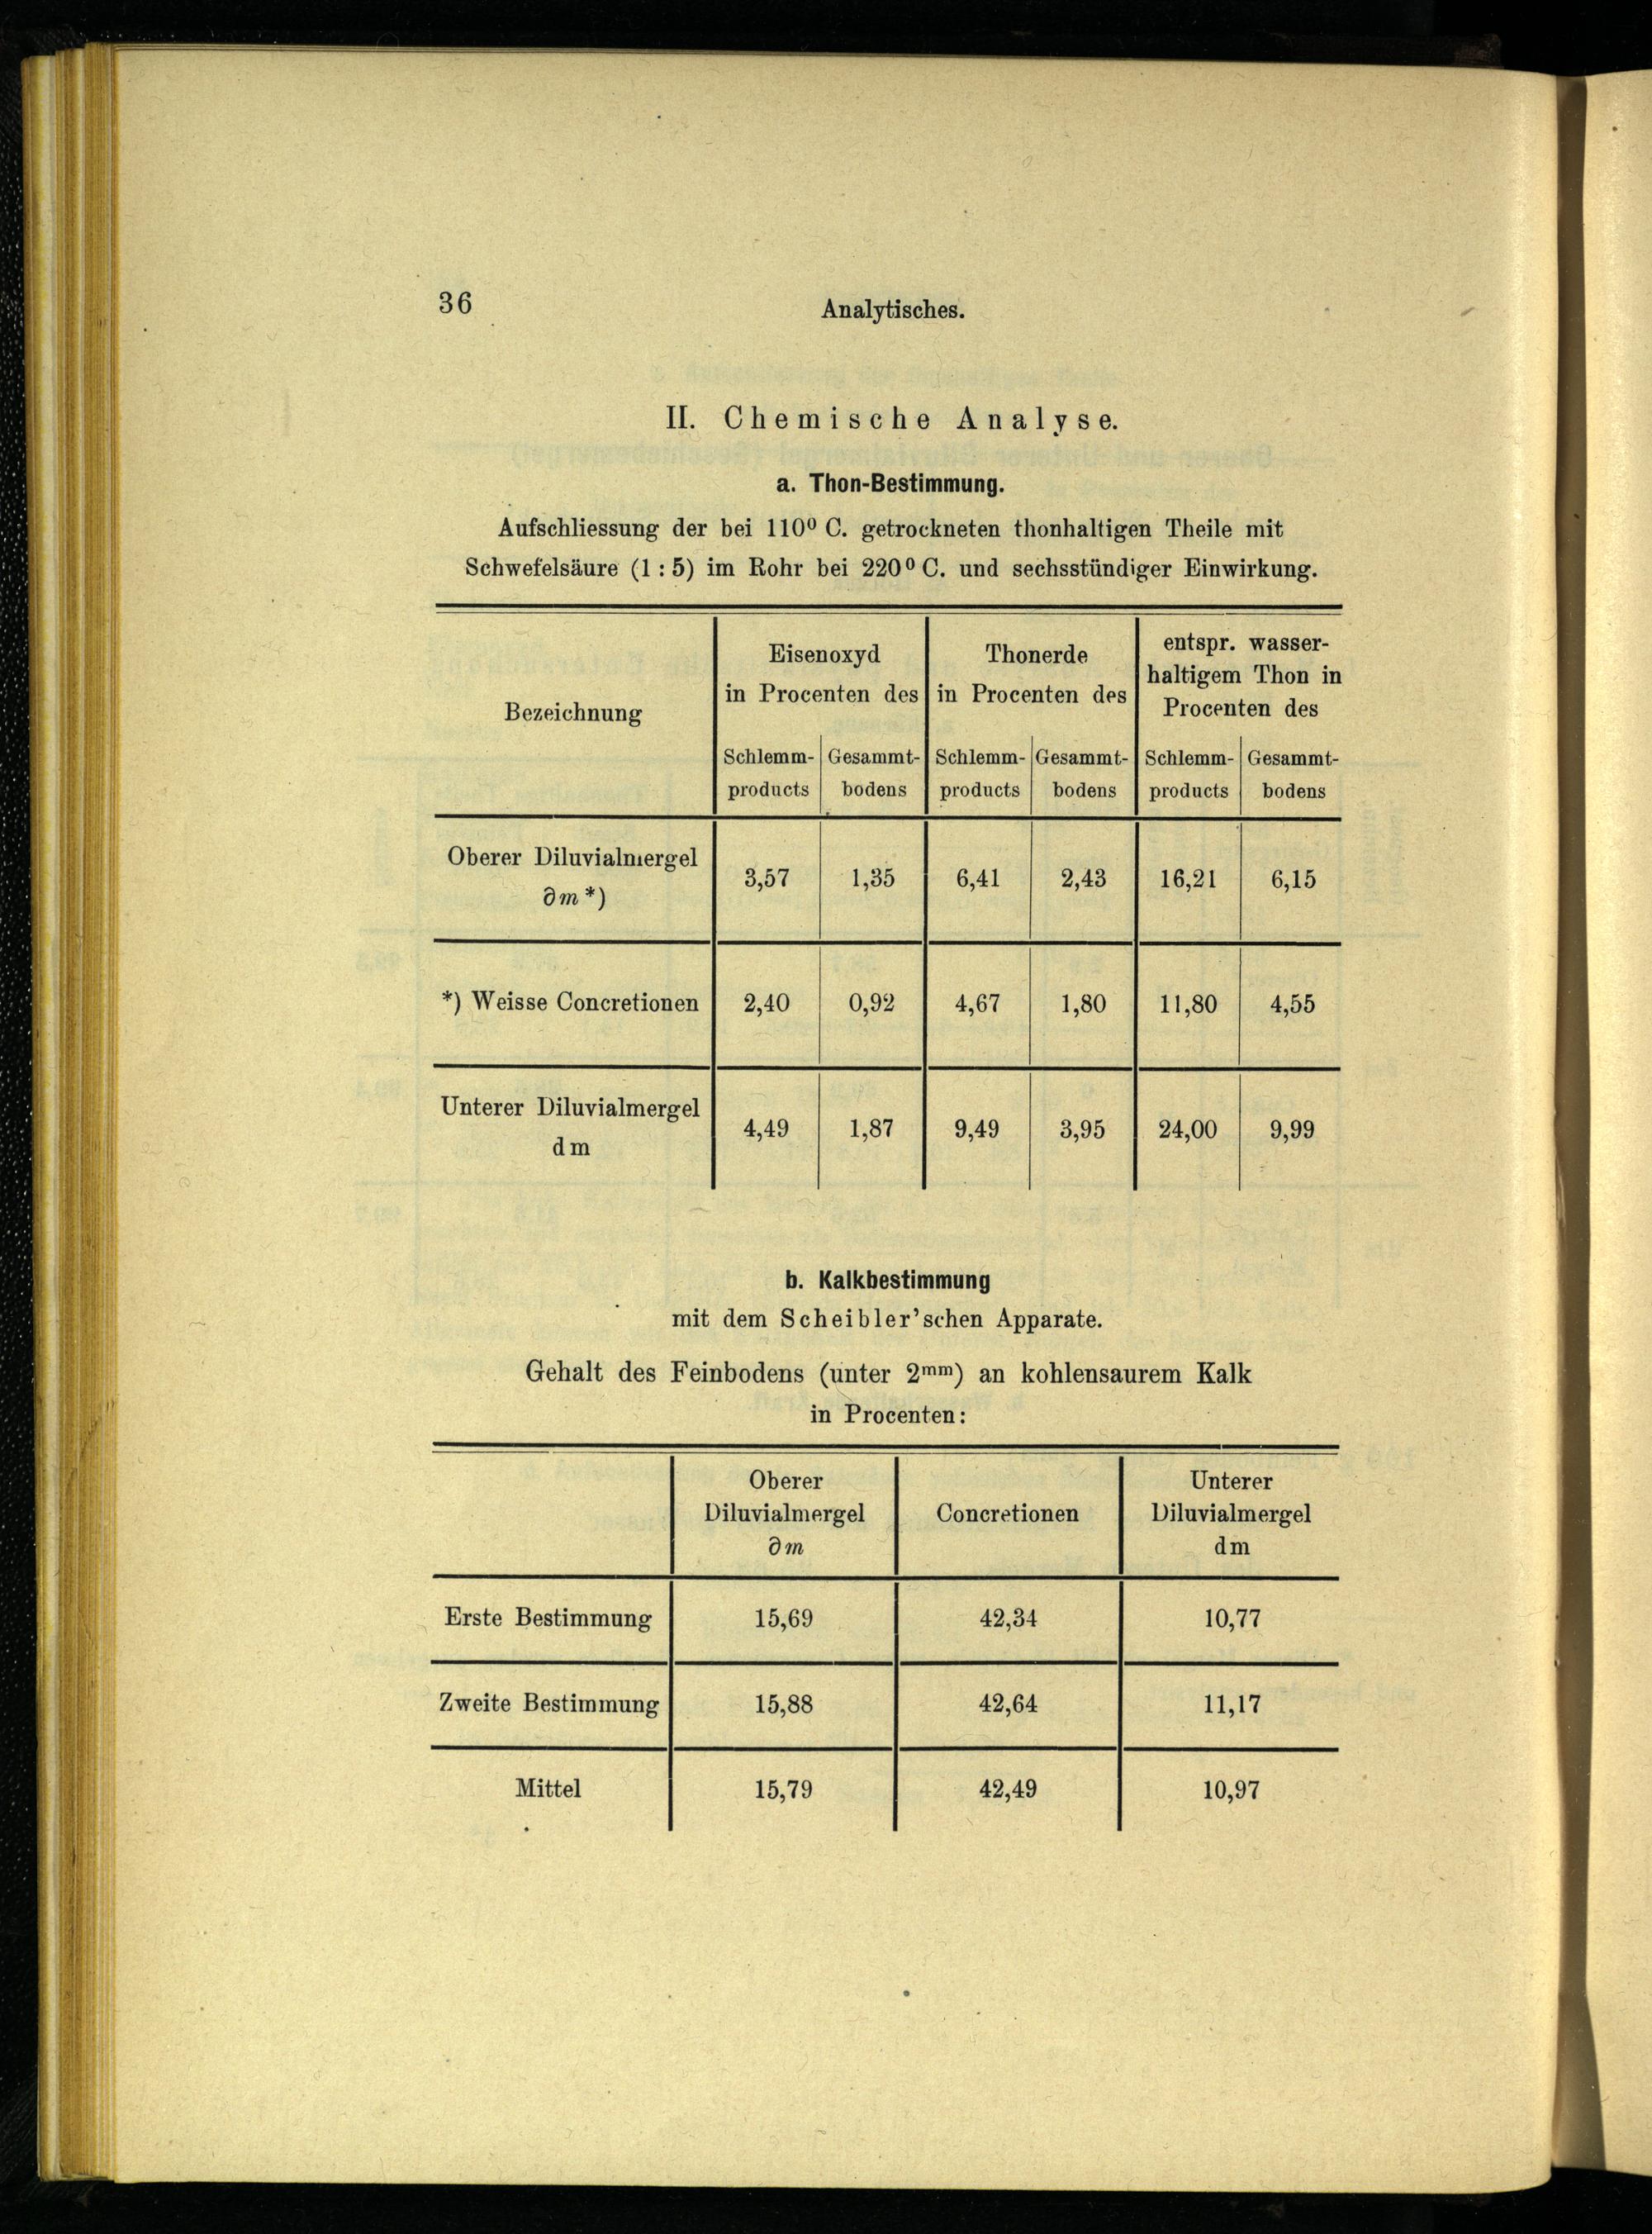 36
Analytisches.
II. Chemische Analyse.
a. Thon-Bestimmung.
Aufschliessung der bei 110⁰ C. getrockneten thonhaltigen Theile mit
Schwefelsäure (1 : 5) im Rohr bei 220⁰ C. und sechsstündiger Einwirkung.
Bezeichnung
Eisenoxyd
in Procenten des
Thonerde
in Procenten des
entspr. wasser-
haltigem Thon in
Procenten des
Schlemm- Gesammt- Schlemm- Gesammt- Schlemm- Gesammt-
products bodens products bodens products bodens
Oberer Diluvialmergel
∂m *)
3,57 1,35 6,41 2,43 16,21 6,15
*) Weisse Concretionen 2,40 0,92 4,67 1,80 11,80 4,55
Unterer Diluvialmergel
dm
4,49 1,87 9,49 3,95 24,00 9,99
b. Kalkbestimmung
mit dem Scheibler'schen Apparate.
Gehalt des Feinbodens (unter 2ᵐᵐ) an kohlensaurem Kalk
in Procenten:
Oberer
Diluvialmergel
∂m
Concretionen
Unterer
Diluvialmergel
dm
Erste Bestimmung 15,69 42,34 10,77
Zweite Bestimmung 15,88 42,64 11,17
Mittel 15,79 42,49 10,97